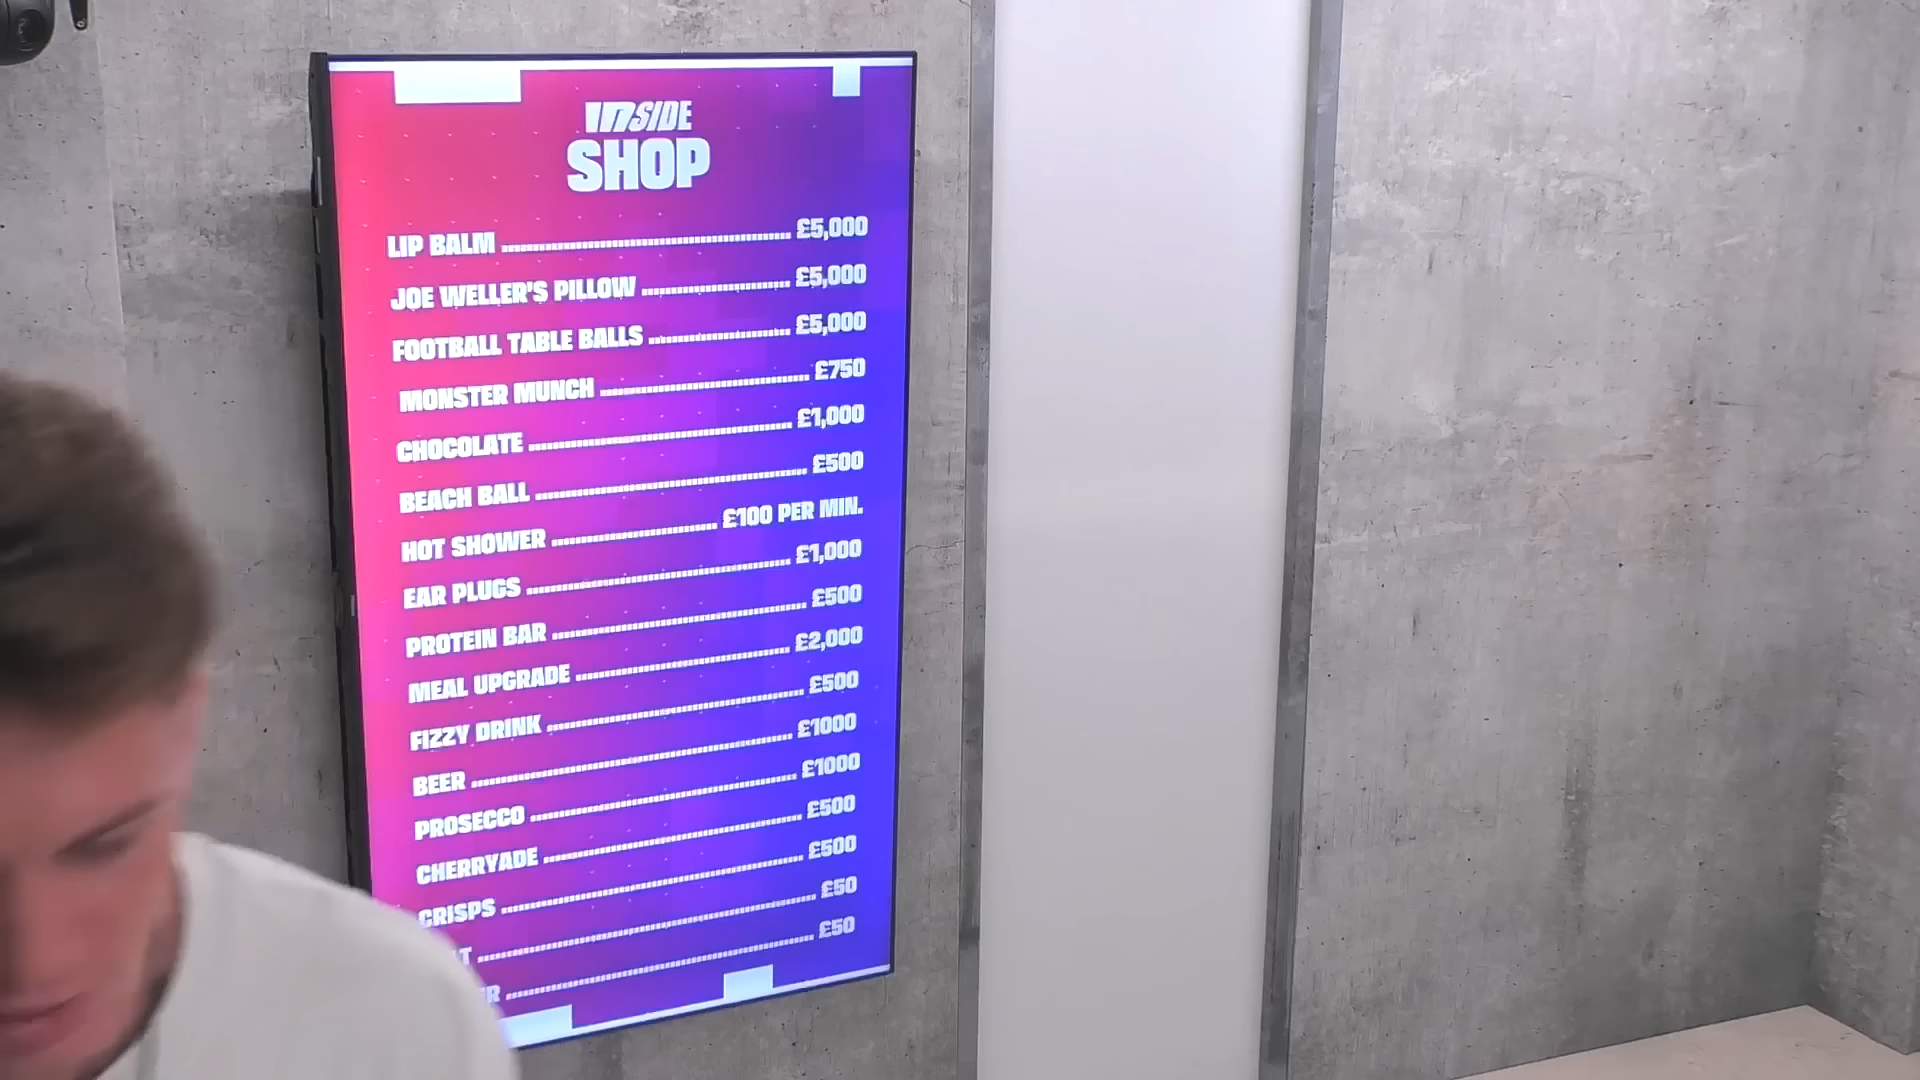 INSIDE
SHOP
LIP BALM ........ £5,000
JOE WELLER'S PILLOW ........ £5,000
FOOTBALL TABLE BALLS ........ £5,000
MONSTER MUNCH ........ £750
CHOCOLATE ........ £1,000
BEACH BALL ........ £500
HOT SHOWER ........ £100 PER MIN.
EAR PLUGS ........ £1,000
PROTEIN BAR ........ £500
MEAL UPGRADE ........ £2,000
FIZZY DRINK ........ £500
BEER ........ £1000
PROSECCO ........ £1000
CHERRYADE ........ £500
CRISPS ........ £500
........ £50
........ £50